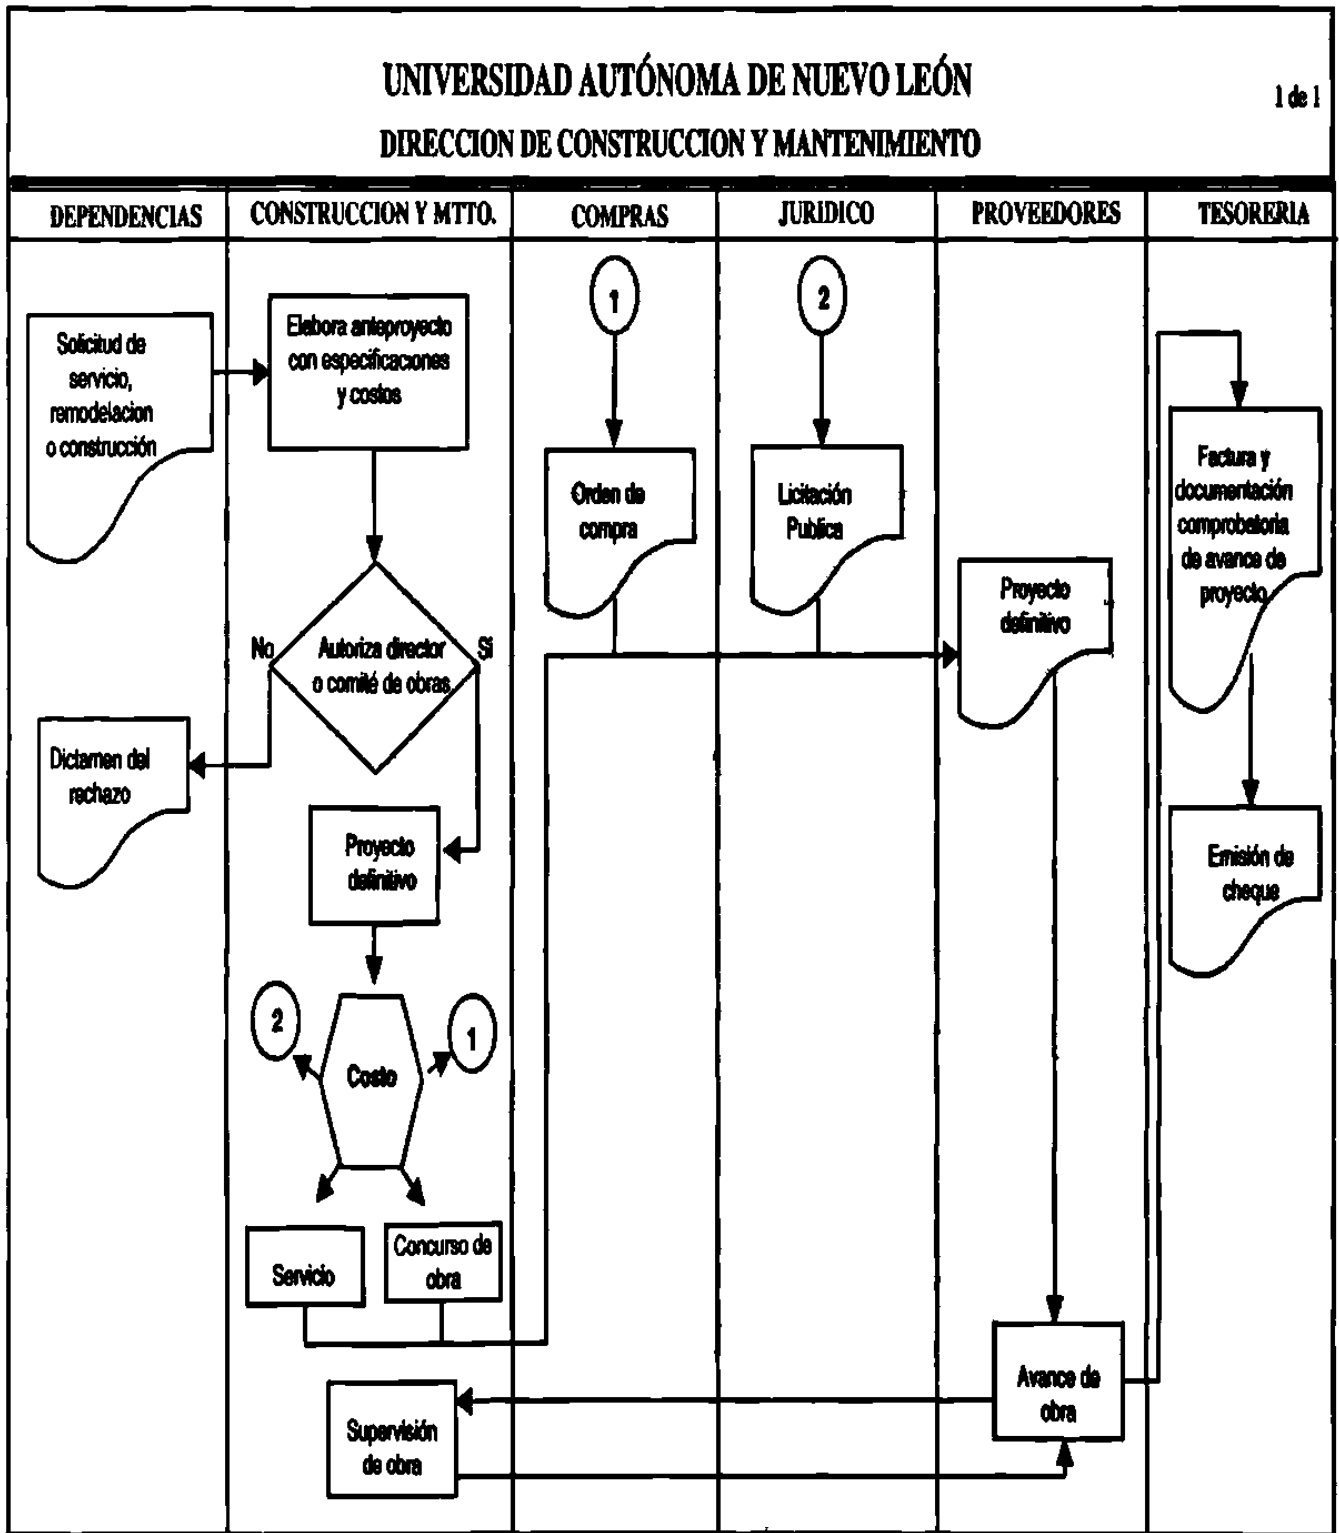 UNIVERSIDAD AUTÓNOMA DE NUEVO LEÓN
1 de 1
DIRECCION DE CONSTRUCCION Y MANTENIMIENTO
DEPENDENCIAS
CONSTRUCCION Y MTTO.
COMPRAS
JURIDICO
PROVEEDORES
TESORERIA
Solicitud de
servicio,
remodelacion
o construcción
Elabora anteproyecto
con especificaciones
y costos
1
2
Orden de
compra
Licitación
Publica
Factura y
documentación
comprobatoria
de avance de
proyecto
Proyecto
definitivo
No
Autoriza director
o comité de obras
Si
Dictamen del
rechazo
Proyecto
definitivo
Emisión de
cheque
2
Costo
1
Servicio
Concurso de
obra
Avance de
obra
Supervisión
de obra